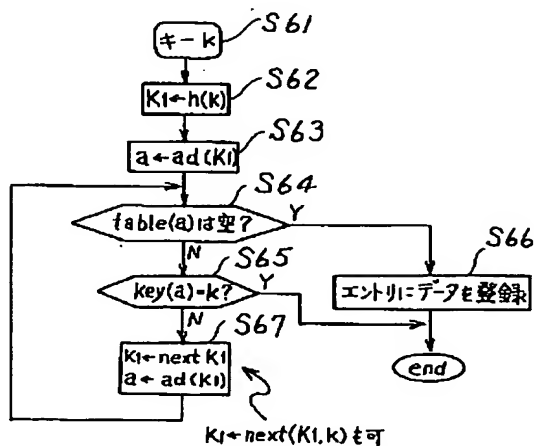 キーk
S61
K1←h(k)
S62
a←ad(K1)
S63
table(a)は空?
S64
Y
N
key(a)=k?
S65
Y
N
エントリにデータを登録
S66
K1←next K1
a←ad(K1)
S67
end
K1←next(K1,k)も可